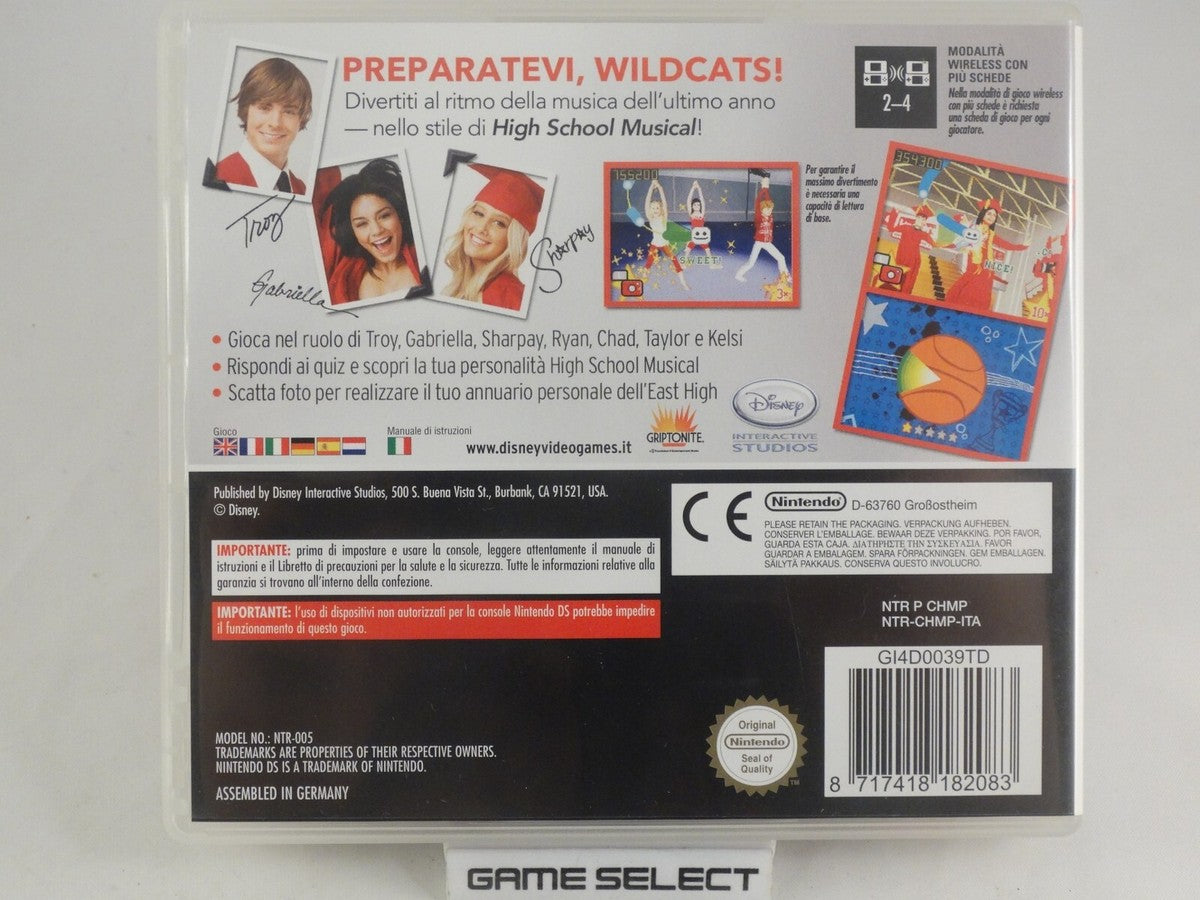 PREPARATEVI, WILDCATS!
Divertiti al ritmo della musica dell'ultimo anno
— nello stile di High School Musical!
2–4
MODALITÀ
WIRELESS CON
PIÙ SCHEDE
Nella modalità di gioco wireless
con più schede è richiesta
una scheda di gioco per ogni
giocatore.
Troy
Gabriella
Sharpay
155200
SWEET!
3x
Per garantire il
massimo divertimento
è necessaria una
capacità di lettura
di base.
354300
NICE!
10x
• Gioca nel ruolo di Troy, Gabriella, Sharpay, Ryan, Chad, Taylor e Kelsi
• Rispondi ai quiz e scopri la tua personalità High School Musical
• Scatta foto per realizzare il tuo annuario personale dell'East High
Gioco
Manuale di istruzioni
www.disneyvideogames.it
GRIPTONITE.
Disney
INTERACTIVE
STUDIOS
Published by Disney Interactive Studios, 500 S. Buena Vista St., Burbank, CA 91521, USA.
© Disney.
IMPORTANTE: prima di impostare e usare la console, leggere attentamente il manuale di
istruzioni e il Libretto di precauzioni per la salute e la sicurezza. Tutte le informazioni relative alla
garanzia si trovano all'interno della confezione.
IMPORTANTE: l'uso di dispositivi non autorizzati per la console Nintendo DS potrebbe impedire
il funzionamento di questo gioco.
CE
Nintendo
D-63760 Großostheim
PLEASE RETAIN THE PACKAGING. VERPACKUNG AUFHEBEN.
CONSERVER L'EMBALLAGE. BEWAAR DEZE VERPAKKING. POR FAVOR,
GUARDA ESTA CAJA. ΔΙΑΤΗΡΗΣΤΕ ΤΗΝ ΣΥΣΚΕΥΑΣΙΑ. FAVOR
GUARDAR A EMBALAGEM. SPARA FÖRPACKNINGEN. GEM EMBALLAGEN.
SÄILYTÄ PAKKAUS. CONSERVA QUESTO INVOLUCRO.
NTR P CHMP
NTR-CHMP-ITA
GI4D0039TD
8 717418 182083
Original
Nintendo
Seal of
Quality
TM
MODEL NO.: NTR-005
TRADEMARKS ARE PROPERTIES OF THEIR RESPECTIVE OWNERS.
NINTENDO DS IS A TRADEMARK OF NINTENDO.
ASSEMBLED IN GERMANY
GAME SELECT